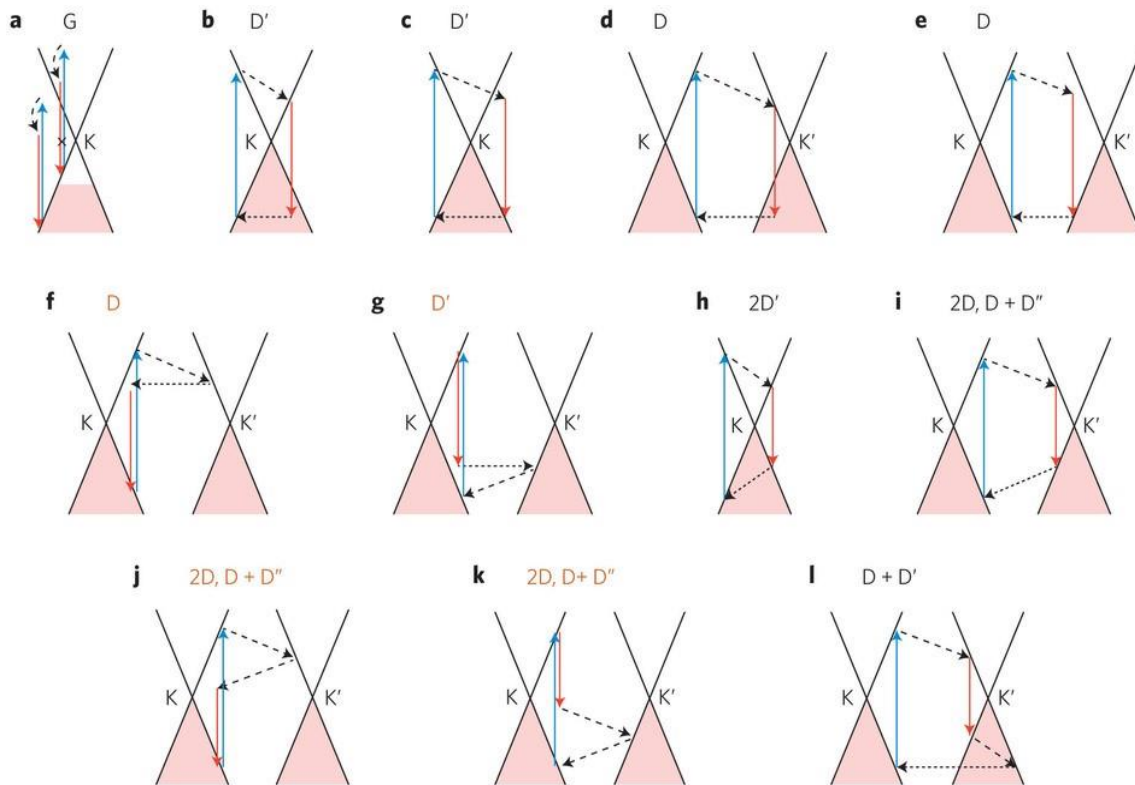 a G b D′ c D′ d D e D
K K K K K′ K K′
f D g D′ h 2D′ i 2D, D + D″
K K′ K K′ K K K′
j 2D, D + D″ k 2D, D+ D″ l D + D′
K K′ K K′ K K′